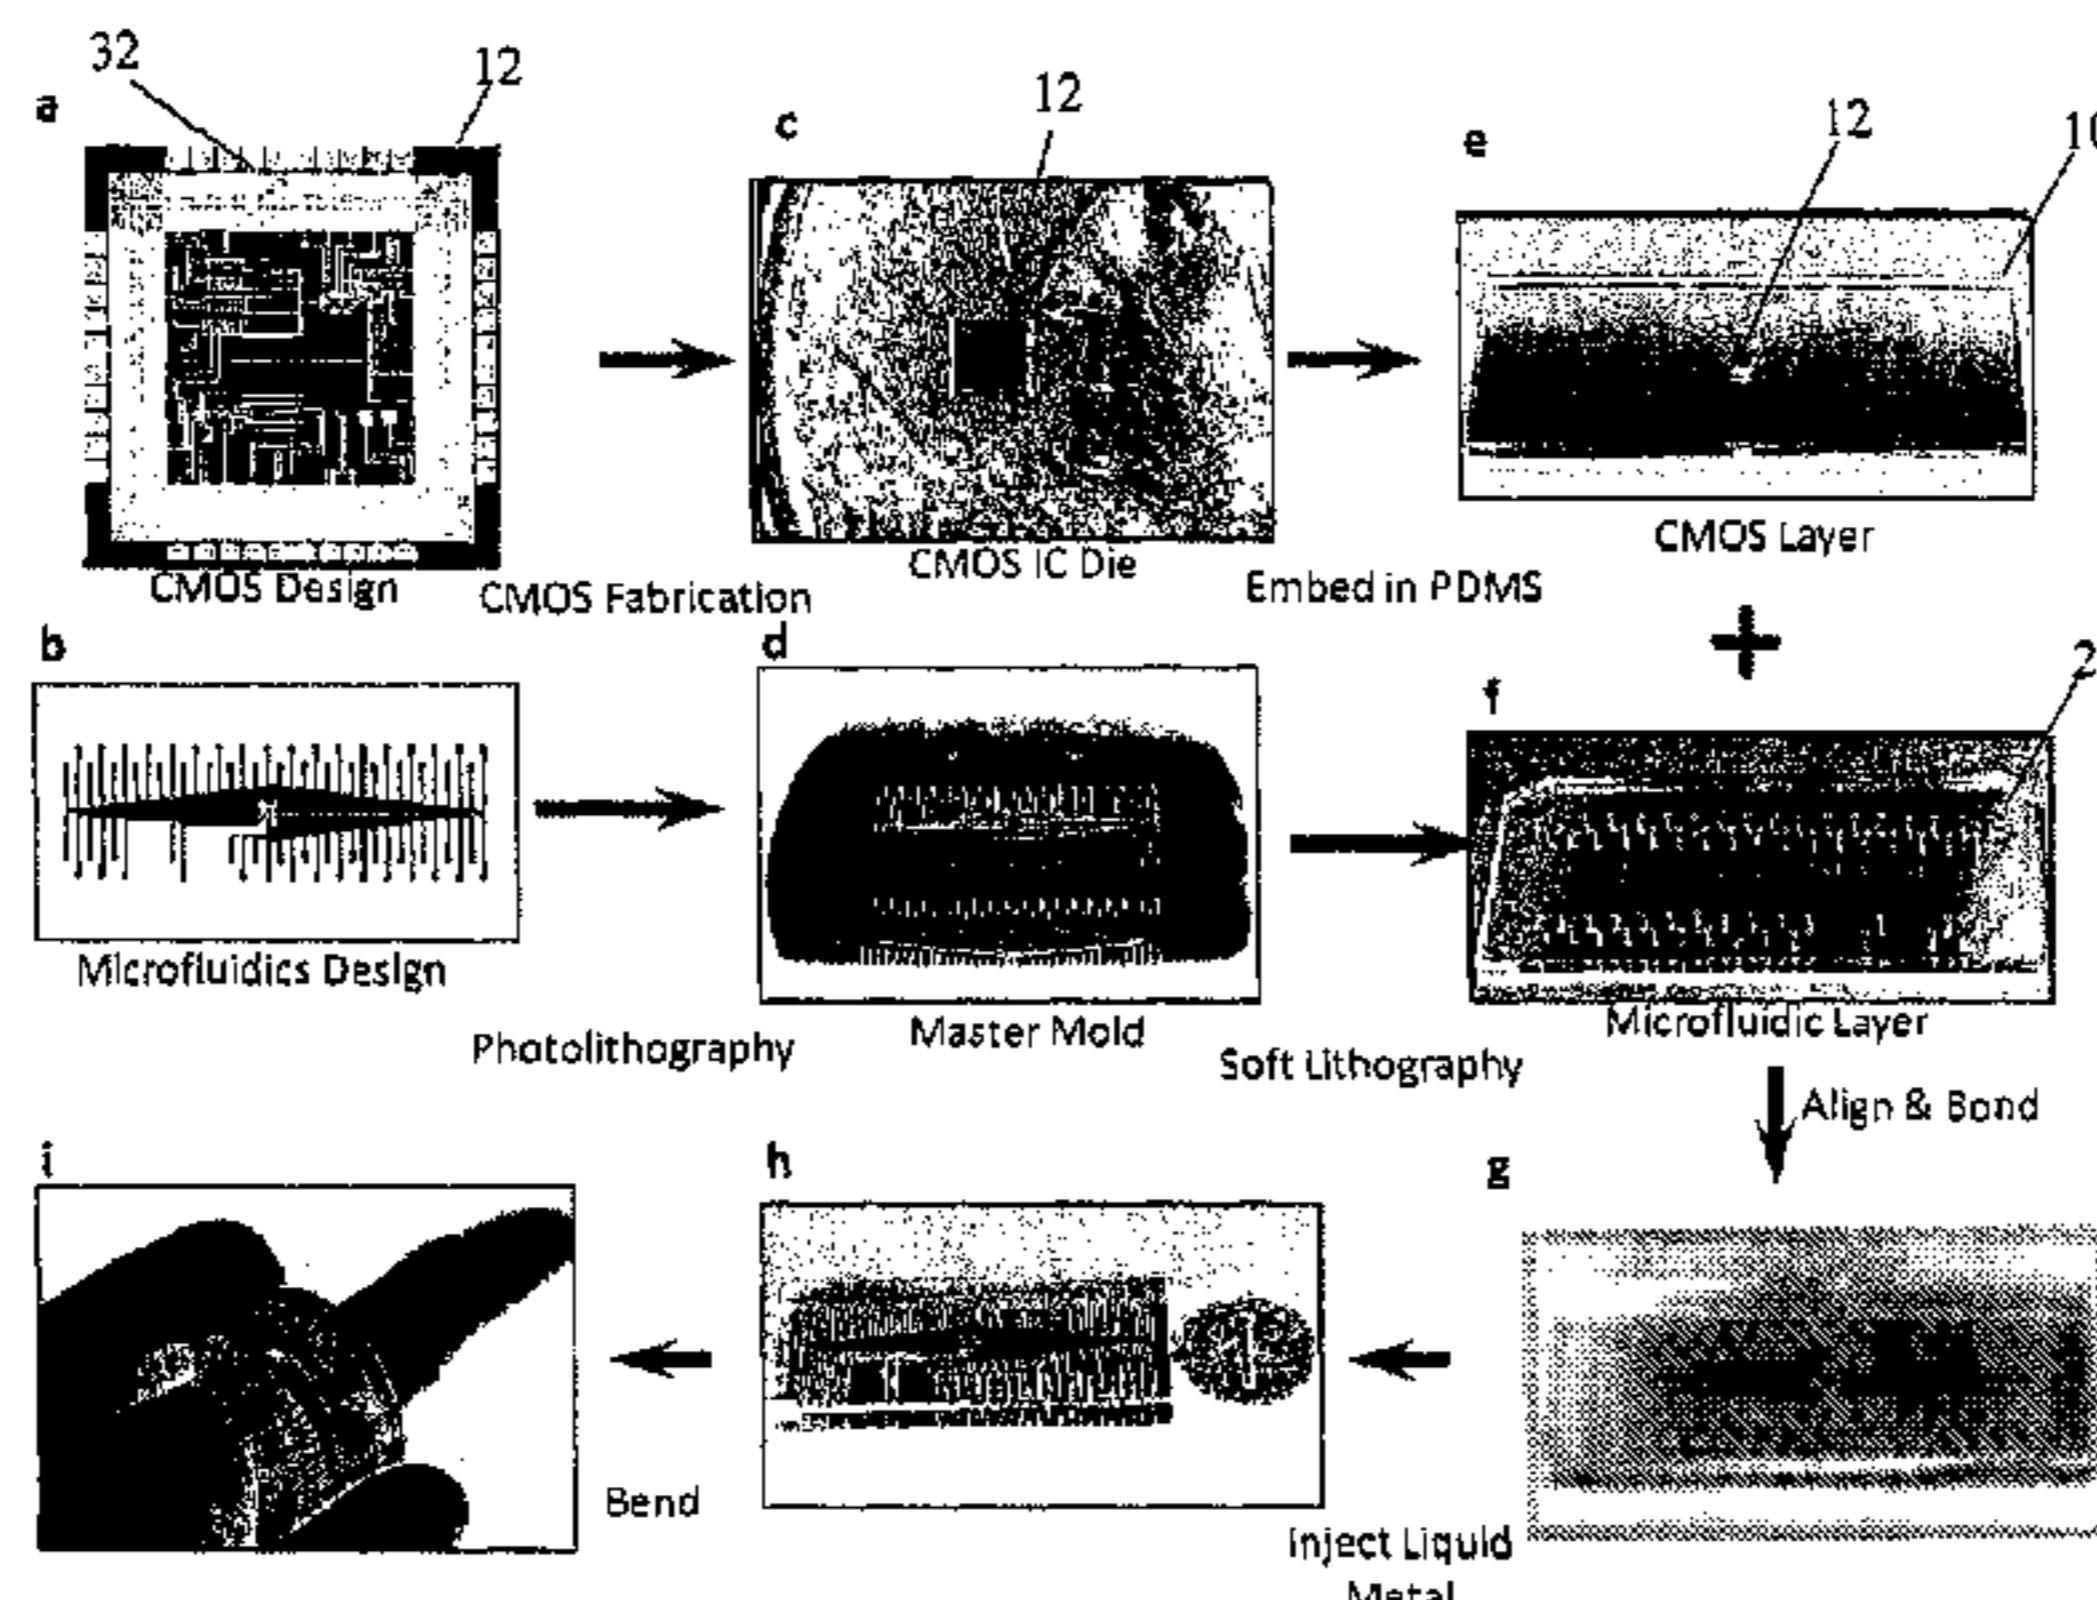 32
12
12
12
a
c
e
CMOS Design
CMOS Fabrication
CMOS IC Die
Embed in PDMS
CMOS Layer
+
b
d
f
Microfluidics Design
Photolithography
Master Mold
Soft Lithography
Microfluidic Layer
Align & Bond
i
h
g
Bend
Inject Liquid
Metal